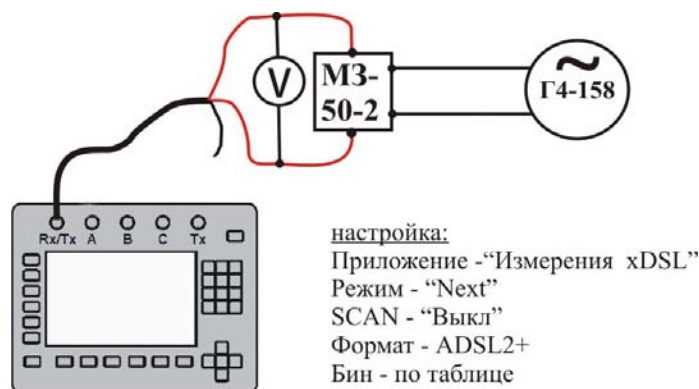 V
МЗ-
50-2
Г4-158
Rx/Tx A B C Tx
настройка:
Приложение -“Измерения xDSL”
Режим - “Next”
SCAN - “Выкл”
Формат - ADSL2+
Бин - по таблице